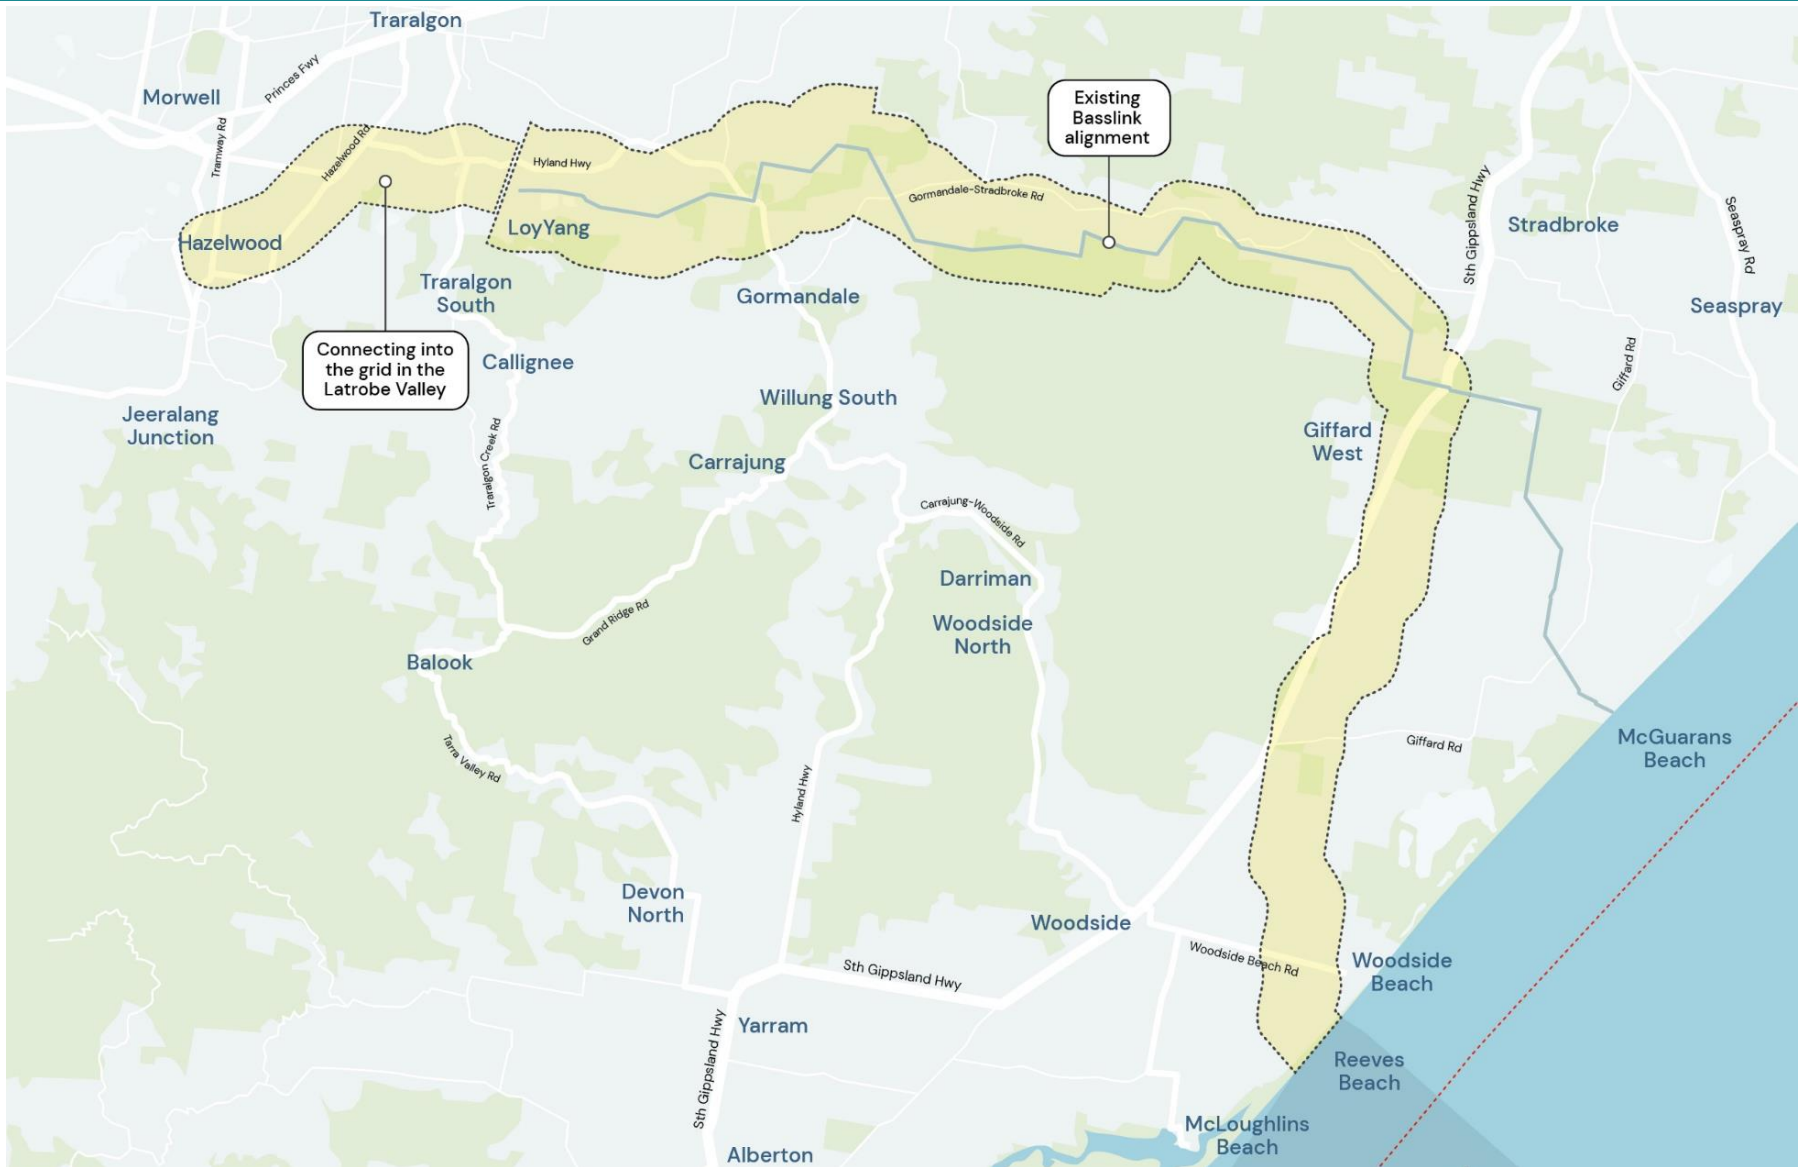 Traralgon
Princes Fwy
Morwell
Tramway Rd
Hazelwood Rd
Existing
Basslink
alignment
Hyland Hwy
Gormandale-Stradbroke Rd
Sth Gippsland Hwy
Seaspray Rd
Stradbroke
Hazelwood
LoyYang
Traralgon
South
Gormandale
Seaspray
Connecting into
the grid in the
Latrobe Valley
Callignee
Giffard Rd
Jeeralang
Junction
Willung South
Giffard
West
Traralgon Creek Rd
Carrajung
Carrajung-Woodside Rd
Darriman
Grand Ridge Rd
Woodside
North
Balook
Tarra Valley Rd
Giffard Rd
McGuarans
Beach
Hyland Hwy
Devon
North
Woodside
Woodside Beach Rd
Woodside
Beach
Sth Gippsland Hwy
Yarram
Sth Gippsland Hwy
Reeves
Beach
McLoughlins
Beach
Alberton